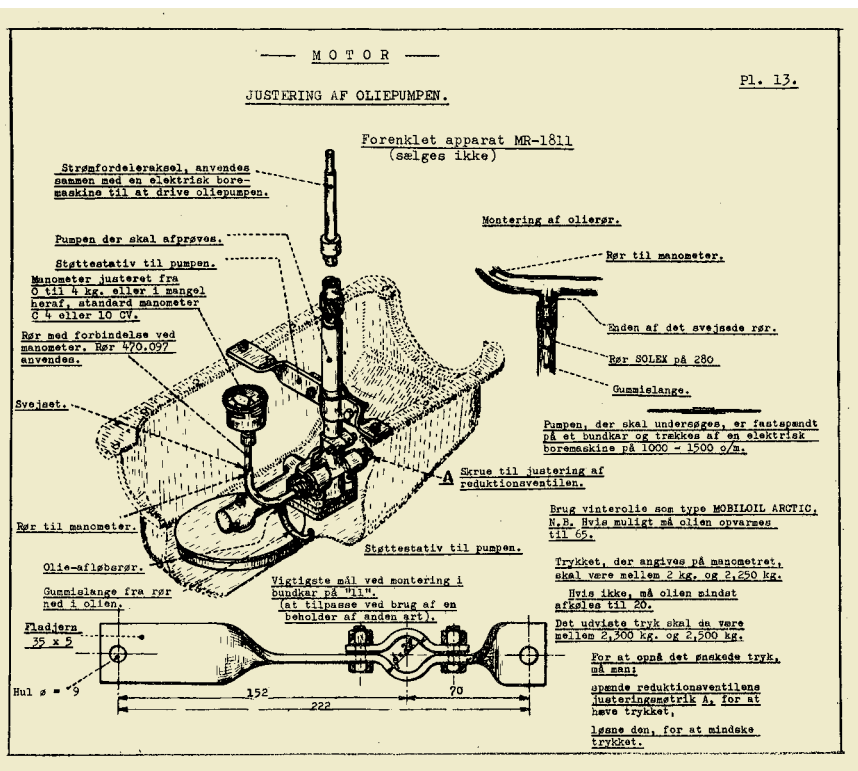 MOTOR
Pl. 13.
JUSTERING AF OLIEPUMPEN.
Forenklet apparat MR-1811
(sælges ikke)
Strømfordeleraksel, anvendes
sammen med en elektrisk bore-
maskine til at drive oliepumpen.
Pumpen der skal afprøves.
Støttestativ til pumpen.
Manometer justeret fra
0 til 4 kg. eller i mangel
heraf, standard manometer
C 4 eller 10 CV.
Rør med forbindelse ved
manometer. Rør 470.097
anvendes.
Svejset.
Rør til manometer.
Olie-afløbsrør.
Gummislange fra rør
ned i olien.
Montering af olierør.
Rør til manometer.
Enden af det svejsede rør.
Rør SOLEX på 280
Gummislange.
Pumpen, der skal undersøges, er fastspændt
på et bundkar og trækkes af en elektrisk
boremaskine på 1000 - 1500 o/m.
A Skrue til justering af
reduktionsventilen.
Brug vinterolie som type MOBILOIL ARCTIC,
N.B. Hvis muligt må olien opvarmes
til 65.
Støttestativ til pumpen.
Trykket, der angives på manometret,
skal være mellem 2 kg. og 2,250 kg.
Hvis ikke, må olien mindst
afkøles til 20.
Det udviste tryk skal da være
mellem 2,300 kg. og 2,500 kg.
For at opnå det ønskede tryk,
må man:
spænde reduktionsventilens
justeringsmøtrik A, for at
hæve trykket,
løsne den, for at mindske
trykket.
Vigtigste mål ved montering i
bundkar på "11".
(at tilpasse ved brug af en
beholder af anden art).
Fladjern
35 x 5
Hul ø = 9
152
70
222